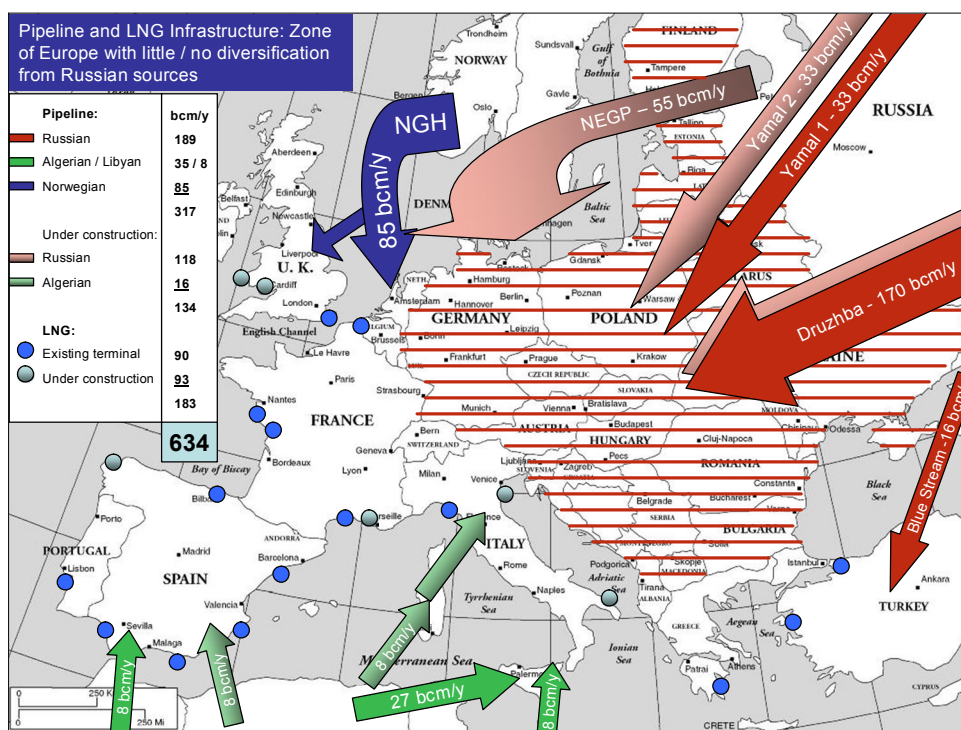 Pipeline and LNG Infrastructure: Zone
of Europe with little / no diversification
from Russian sources
Pipeline: bcm/y
Russian 189
Algerian / Libyan 35 / 8
Norwegian 85
317
Under construction:
Russian 118
Algerian 16
134
LNG:
Existing terminal 90
Under construction 93
183
634
NGH
85 bcm/y
NEGP – 55 bcm/y
Yamal 2 - 33 bcm/y
Yamal 1 - 33 bcm/y
Druzhba - 170 bcm/y
Blue Stream -16 bcm/
8 bcm/y
8 bcm/y
8 bcm/y
27 bcm/y
8 bcm/y
Trondheim
NORWAY
Bergen
Oslo
Sundsvall
Gulf
of
Bothnia
Gavle
FINLAND
Tampere
Tallin
ESTONIA
Riga
RUSSIA
Moscow
Aberdeen
Edinburgh
Newcastle
Belfast
Liverpool
U. K.
Cardiff
London
English Channel
DENM
Baltic
Sea
Tver
Gdansk
Hamburg
NETH.
Amsterdam
Hannover
Berlin
Poznan
Warsaw
GERMANY
POLAND
Leipzig
BELGIUM
Brussels
Bonn
Le Havre
Frankfurt
Prague
Krakow
CZECH REPUBLIC
Paris
Strasbourg
SLOVAKIA
Nantes
Munich
Vienna
Bratislava
MOLDOVA
Chisinau
Odessa
FRANCE
Bern
AUSTRIA
Budapest
SWITZERLAND
HUNGARY
Cluj-Napoca
Geneva
Bordeaux
Lyon
Ljubljana
Pecs
ROMANIA
Bay of Biscay
Milan
SLOVENIA
Zagreb
CROATIA
Venice
Constanta
Black
Sea
Belgrade
Bucharest
Varna
Porto
SERBIA
ANDORRA
BULGARIA
ITALY
MONTENEGRO
Sofia
PORTUGAL
Madrid
Barcelona
Podgorica
Skopje
Istanbul
Lisbon
SPAIN
Rome
Adriatic
Sea
MACEDONIA
Tirana
ALBANIA
Ankara
Valencia
Tyrrhenian
Sea
Naples
TURKEY
Sevilla
GREECE
Aegean
Sea
Malaga
Mediterranean Sea
Ionian
Sea
Palermo
Patrai
Athens
CYPRUS
CRETE
0 250 K
0 250 Mi